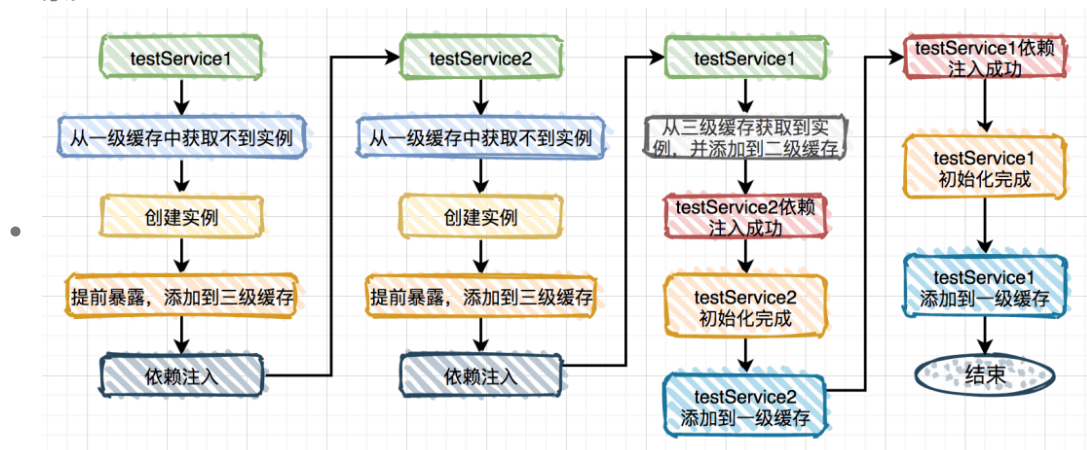 testService1
从一级缓存中获取不到实例
创建实例
提前暴露，添加到三级缓存
依赖注入
testService2
从一级缓存中获取不到实例
创建实例
提前暴露，添加到三级缓存
依赖注入
testService1
从三级缓存获取到实
例，并添加到二级缓存
testService2依赖
注入成功
testService2
初始化完成
testService2
添加到一级缓存
testService1依赖
注入成功
testService1
初始化完成
testService1
添加到一级缓存
结束